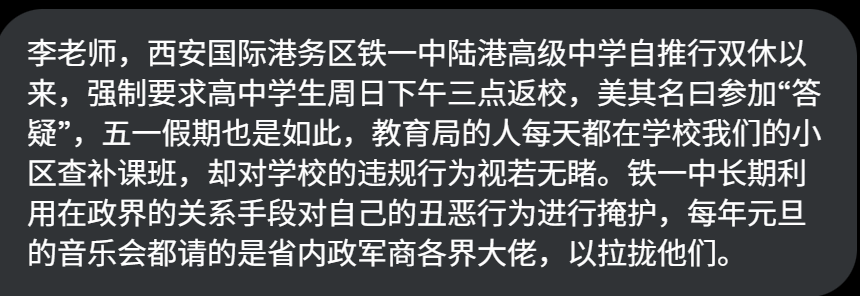 李老师，西安国际港务区铁一中陆港高级中学自推行双休以
来，强制要求高中学生周日下午三点返校，美其名曰参加“答
疑”，五一假期也是如此，教育局的人每天都在学校我们的小
区查补课班，却对学校的违规行为视若无睹。铁一中长期利
用在政界的关系手段对自己的丑恶行为进行掩护，每年元旦
的音乐会都请的是省内政军商各界大佬，以拉拢他们。